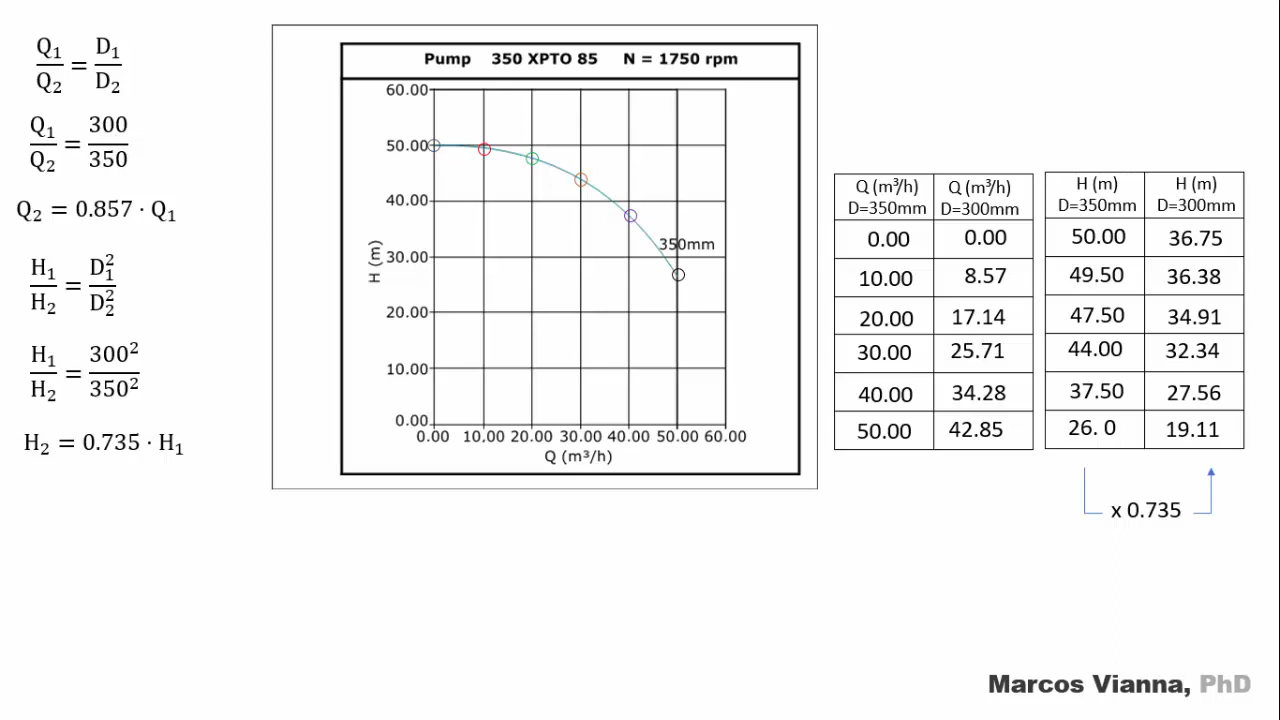 Q₁/Q₂ = D₁/D₂
Q₁/Q₂ = 300/350
Q₂ = 0.857 · Q₁
H₁/H₂ = D₁²/D₂²
H₁/H₂ = 300²/350²
H₂ = 0.735 · H₁
Pump 350 XPTO 85 N = 1750 rpm
60.00
50.00
40.00
30.00
20.00
10.00
0.00
H (m)
350mm
0.00 10.00 20.00 30.00 40.00 50.00 60.00
Q (m³/h)
Q (m³/h) Q (m³/h) H (m) H (m)
D=350mm D=300mm D=350mm D=300mm
0.00 0.00 50.00 36.75
10.00 8.57 49.50 36.38
20.00 17.14 47.50 34.91
30.00 25.71 44.00 32.34
40.00 34.28 37.50 27.56
50.00 42.85 26. 0 19.11
x 0.735
Marcos Vianna, PhD